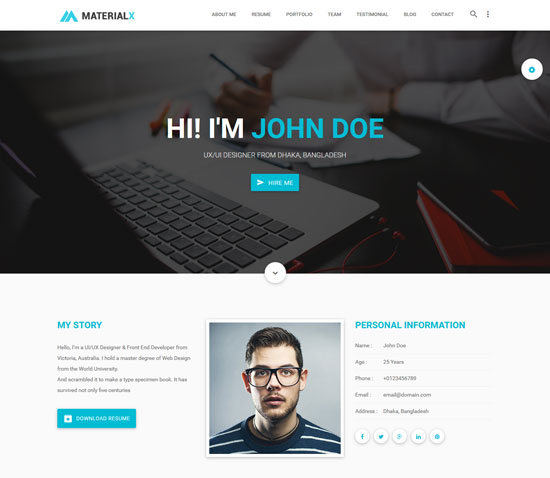 MATERIALX
ABOUT ME RESUME PORTFOLIO TEAM TESTIMONIAL BLOG CONTACT
HI! I'M JOHN DOE
UX/UI DESIGNER FROM DHAKA, BANGLADESH
HIRE ME
MY STORY
Hello, I'm a UI/UX Designer & Front End Developer from
Victoria, Australia. I hold a master degree of Web Design
from the World University.
And scrambled it to make a type specimen book. It has
survived not only five centuries
DOWNLOAD RESUME
PERSONAL INFORMATION
Name : John Doe
Age : 25 Years
Phone : +0123456789
Email : email@domain.com
Address : Dhaka, Bangladesh